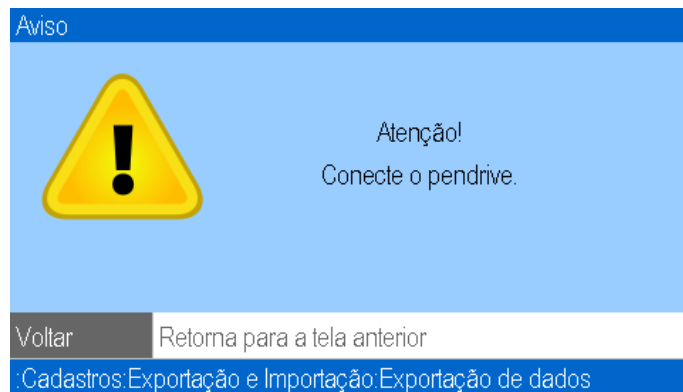 Aviso
Atenção!
Conecte o pendrive.
Voltar Retorna para a tela anterior
:Cadastros:Exportação e Importação:Exportação de dados